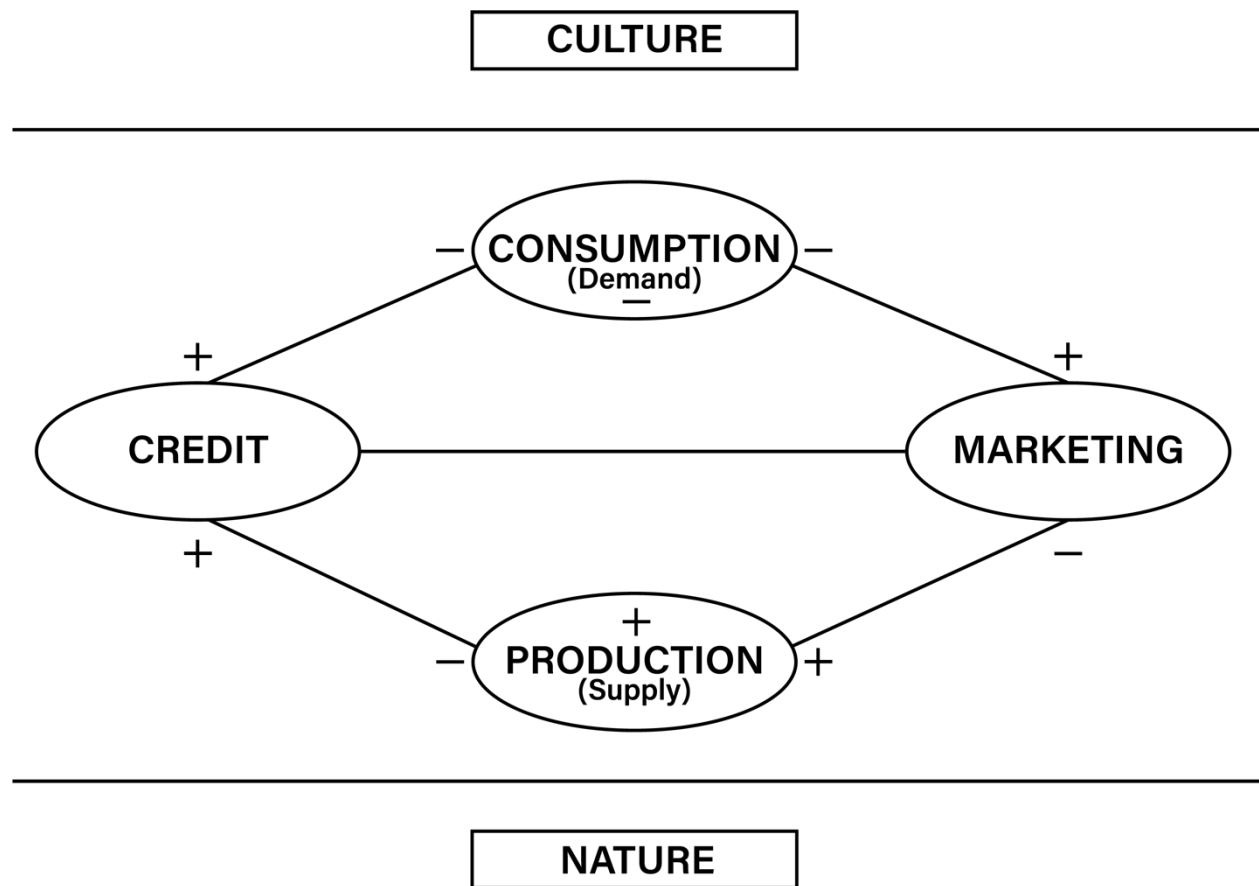 CULTURE
− CONSUMPTION −
(Demand)
−
+ +
CREDIT MARKETING
+ −
+
− PRODUCTION +
(Supply)
NATURE